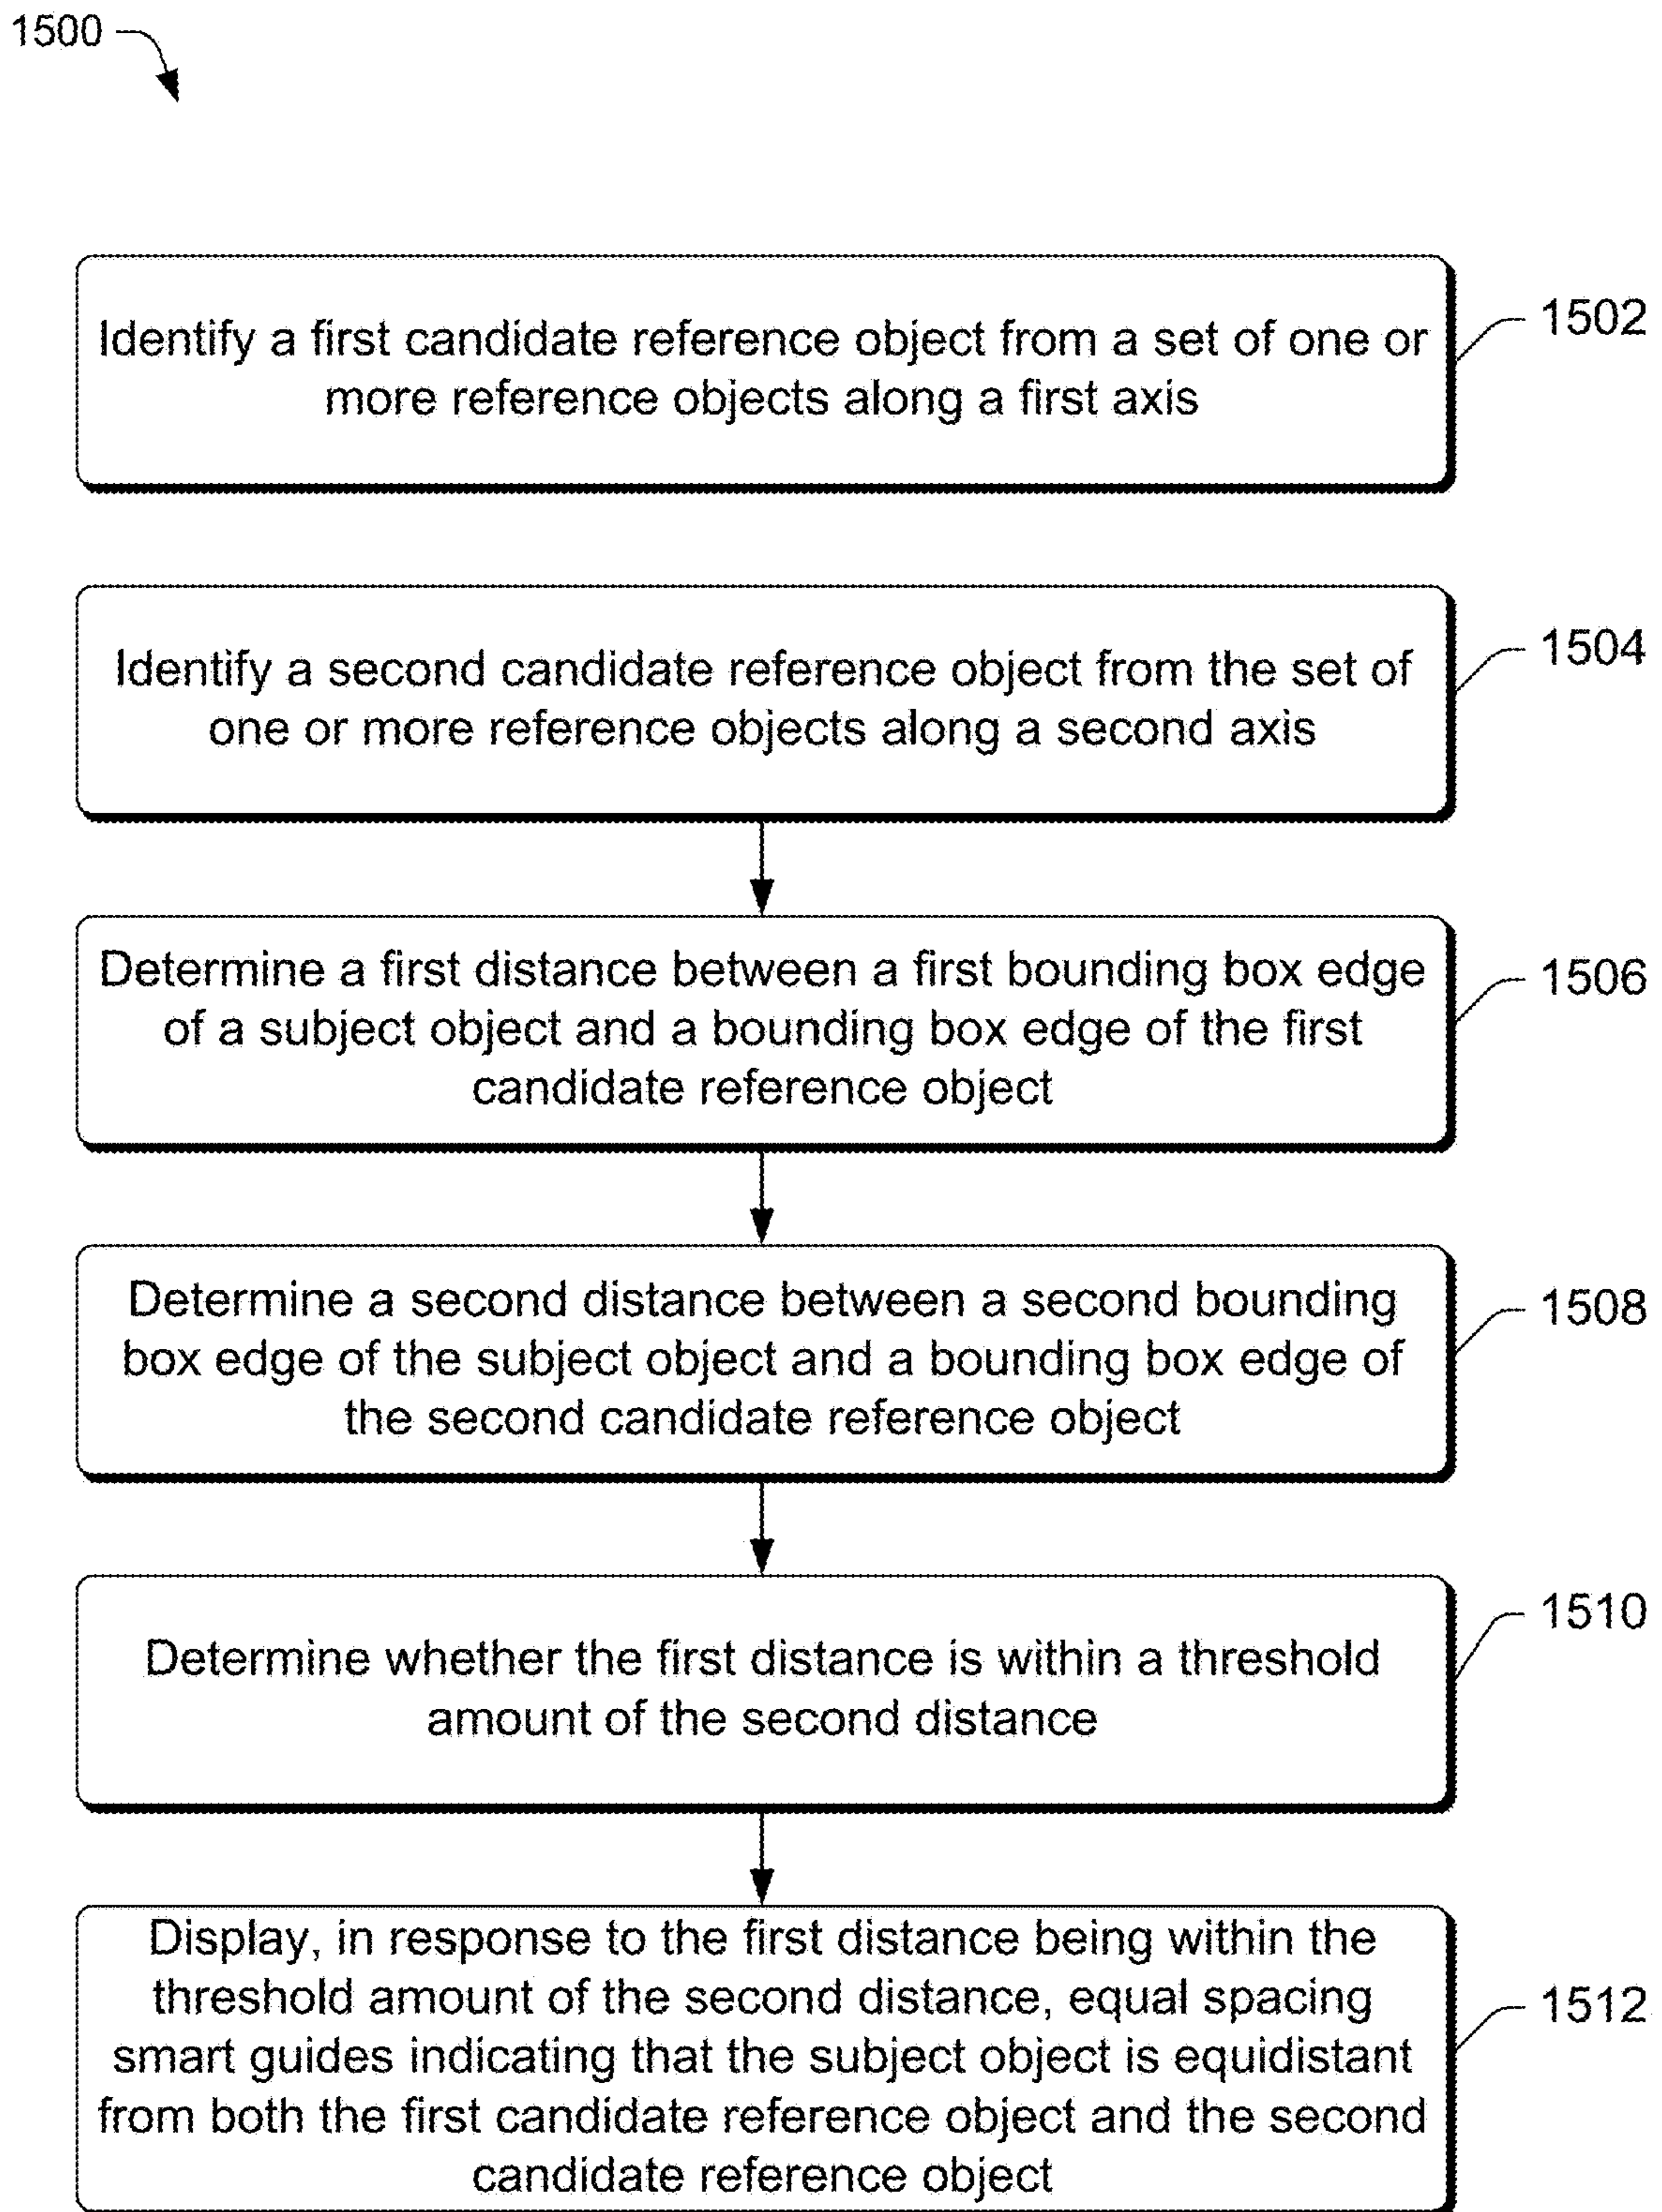 1500
Identify a first candidate reference object from a set of one or
more reference objects along a first axis
1502
Identify a second candidate reference object from the set of
one or more reference objects along a second axis
1504
Determine a first distance between a first bounding box edge
of a subject object and a bounding box edge of the first
candidate reference object
1506
Determine a second distance between a second bounding
box edge of the subject object and a bounding box edge of
the second candidate reference object
1508
Determine whether the first distance is within a threshold
amount of the second distance
1510
Display, in response to the first distance being within the
threshold amount of the second distance, equal spacing
smart guides indicating that the subject object is equidistant
from both the first candidate reference object and the second
candidate reference object
1512